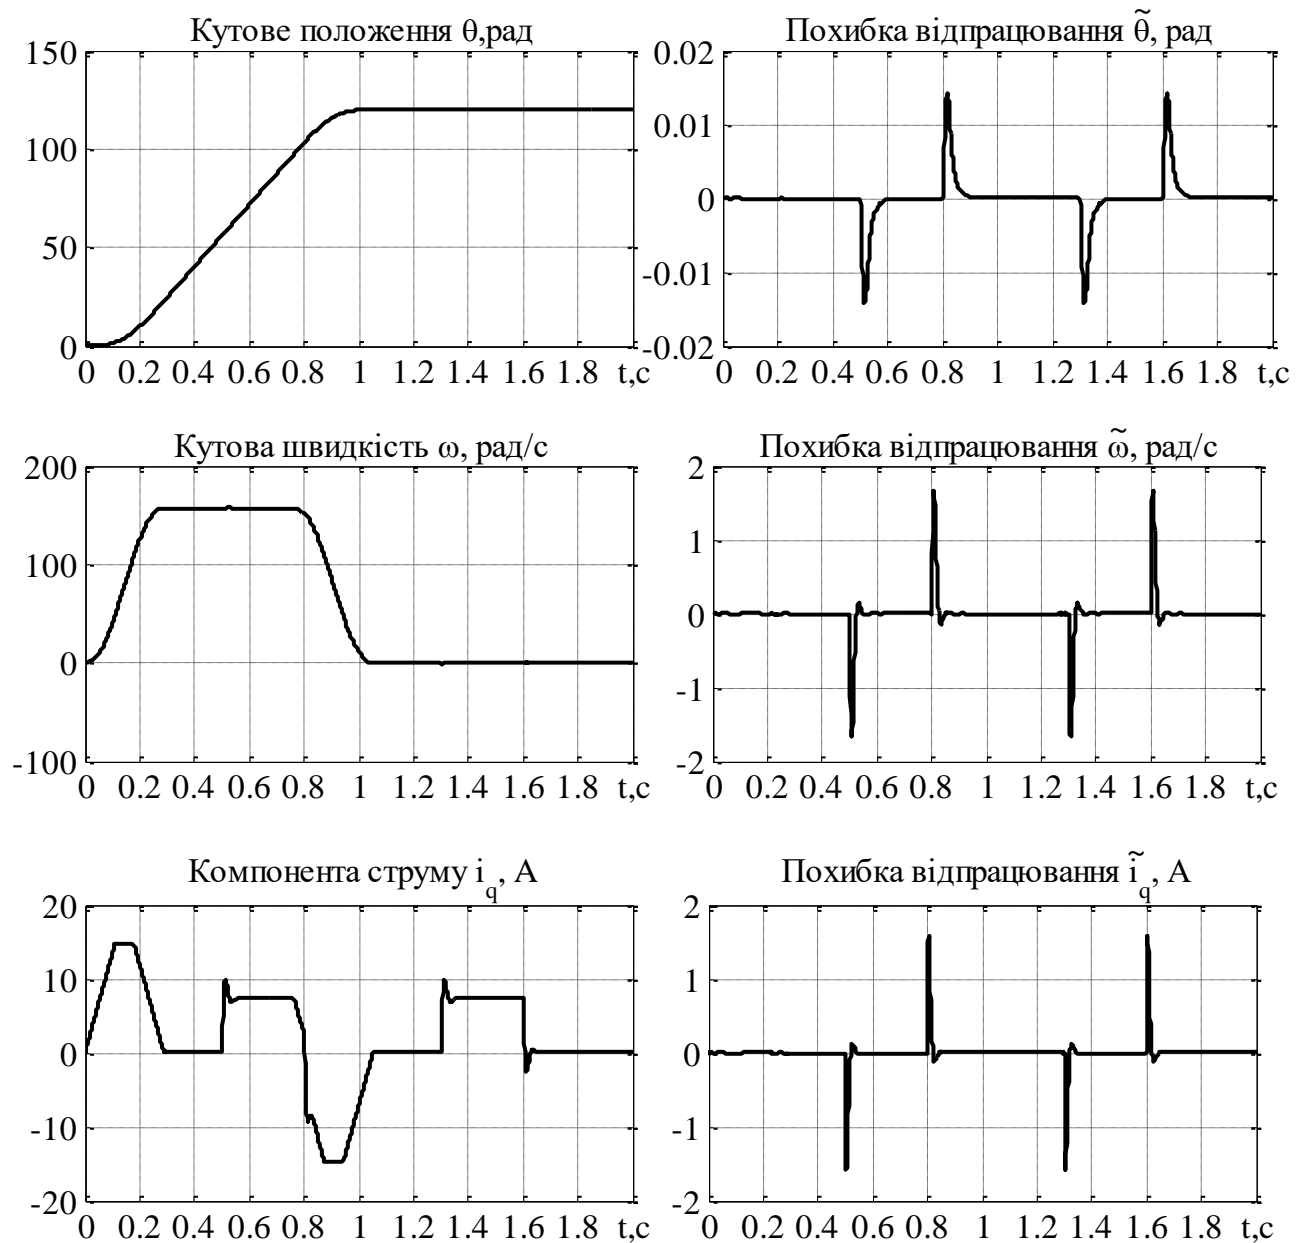 Кутове положення θ,рад
150
100
50
0
0 0.2 0.4 0.6 0.8 1 1.2 1.4 1.6 1.8 t,c
Похибка відпрацювання θ̃, рад
0.02
0.01
0
-0.01
-0.02
0 0.2 0.4 0.6 0.8 1 1.2 1.4 1.6 1.8 t,c
Кутова швидкість ω, рад/с
200
100
0
-100
0 0.2 0.4 0.6 0.8 1 1.2 1.4 1.6 1.8 t,c
Похибка відпрацювання ω̃, рад/с
2
1
0
-1
-2
0 0.2 0.4 0.6 0.8 1 1.2 1.4 1.6 1.8 t,c
Компонента струму i_q, А
20
10
0
-10
-20
0 0.2 0.4 0.6 0.8 1 1.2 1.4 1.6 1.8 t,c
Похибка відпрацювання ĩ_q, А
2
1
0
-1
-2
0 0.2 0.4 0.6 0.8 1 1.2 1.4 1.6 1.8 t,c